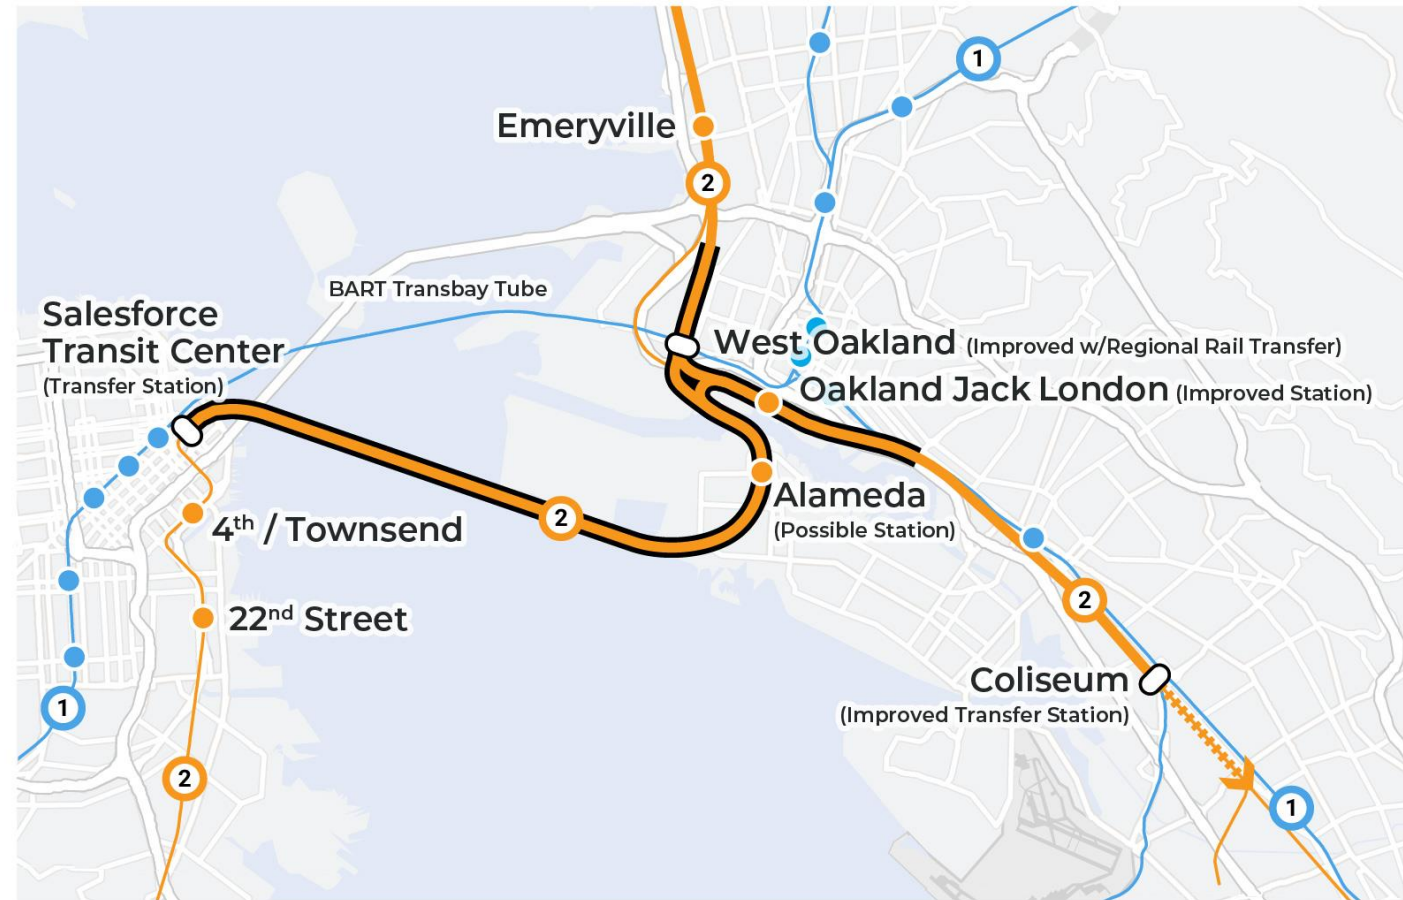 1
Emeryville
2
BART Transbay Tube
Salesforce
Transit Center
(Transfer Station)
West Oakland (Improved w/Regional Rail Transfer)
Oakland Jack London (Improved Station)
2
Alameda
(Possible Station)
4th / Townsend
2
22nd Street
Coliseum
(Improved Transfer Station)
1
2
1